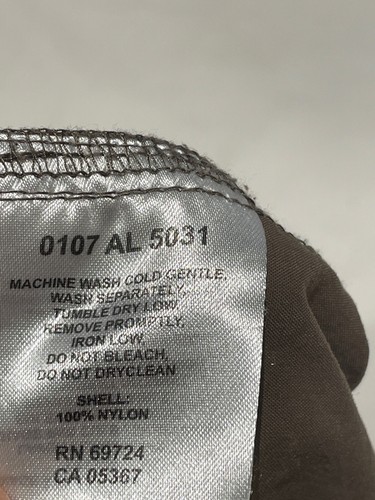 0107 AL 5031
MACHINE WASH COLD GENTLE,
WASH SEPARATELY,
TUMBLE DRY LOW,
REMOVE PROMPTLY,
IRON LOW,
DO NOT BLEACH,
DO NOT DRYCLEAN
SHELL:
100% NYLON
RN 69724
CA 05367